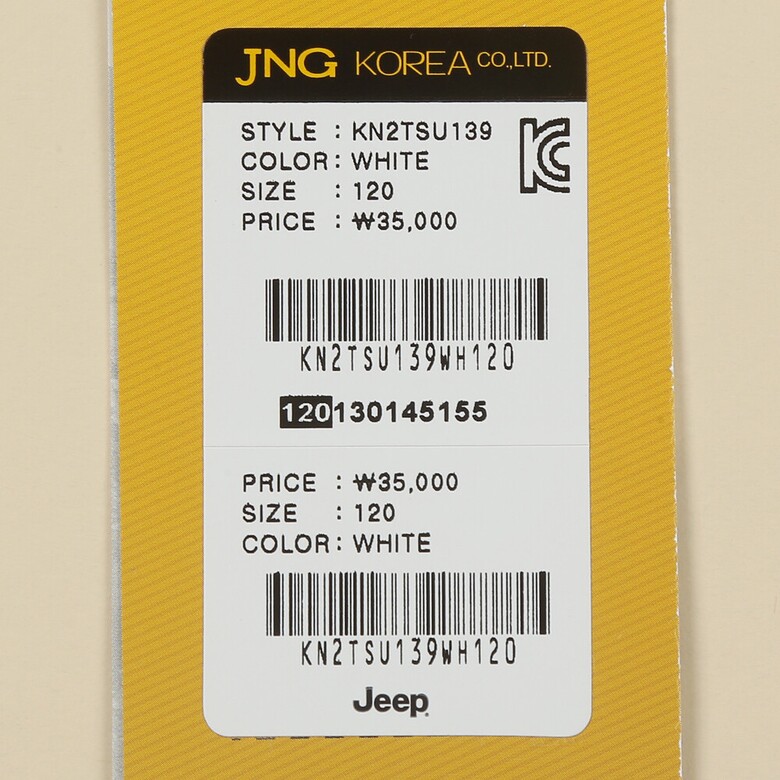 JNG KOREA CO.,LTD.
STYLE : KN2TSU139
COLOR : WHITE
SIZE : 120
PRICE : ₩35,000
KC
KN2TSU139WH120
120130145155
PRICE : ₩35,000
SIZE : 120
COLOR : WHITE
KN2TSU139WH120
Jeep